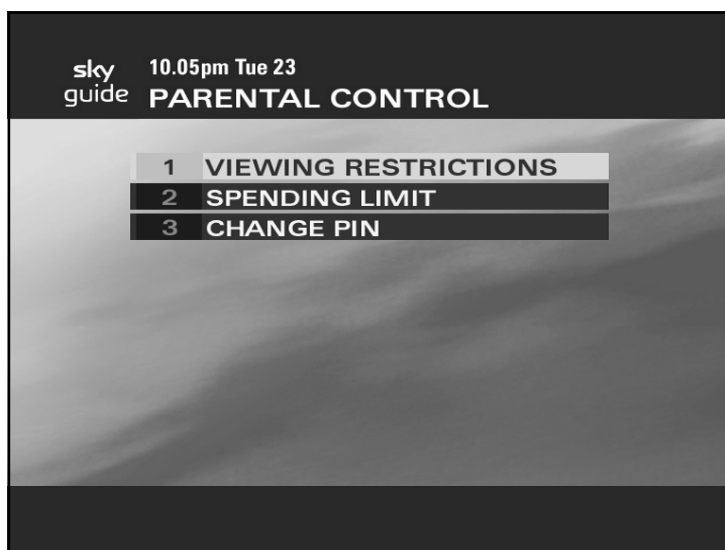 sky 10.05pm Tue 23
guide PARENTAL CONTROL
1 VIEWING RESTRICTIONS
2 SPENDING LIMIT
3 CHANGE PIN